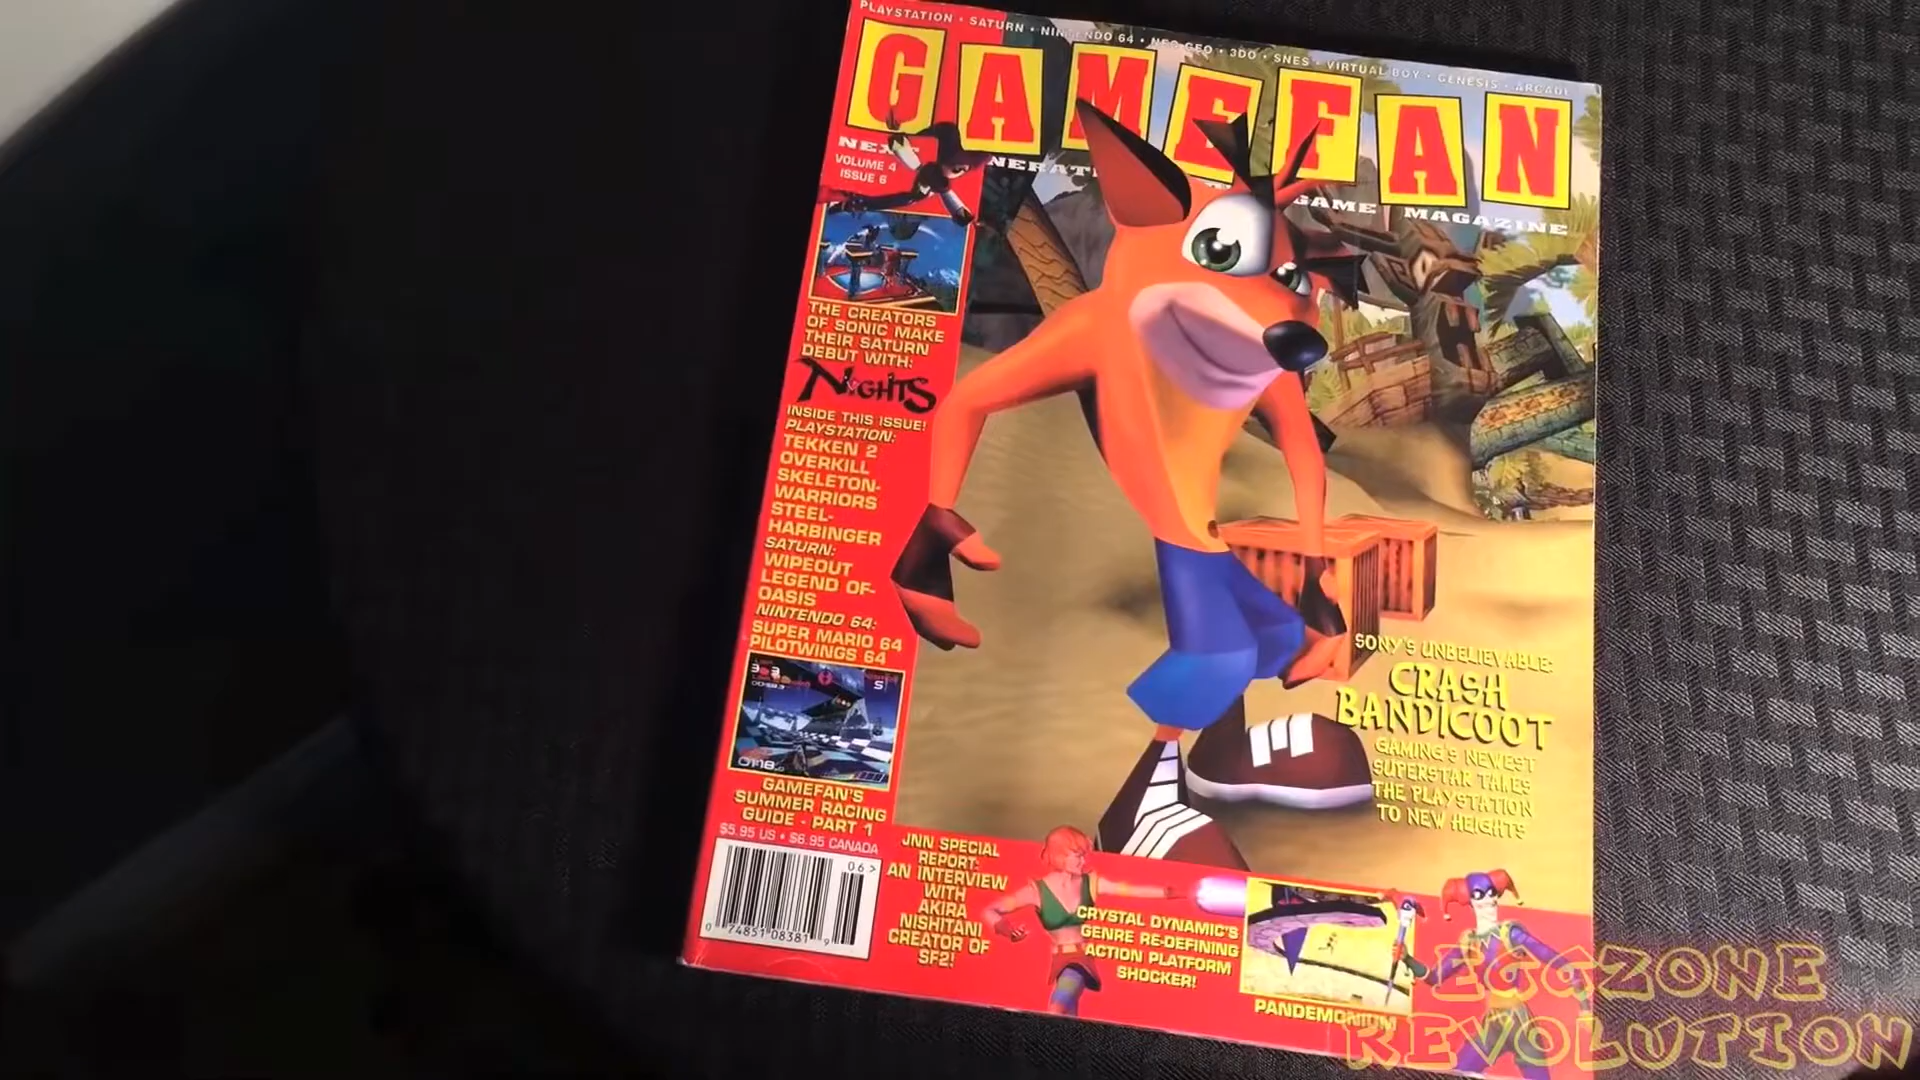 PLAYSTATION • SATURN • NINTENDO 64 • NEO GEO • 3DO • SNES • VIRTUAL BOY • GENESIS • ARCADE
GAMEFAN
GAME MAGAZINE
VOLUME 4
ISSUE 6
THE CREATORS
OF SONIC MAKE
THEIR SATURN
DEBUT WITH:
NiGHTS
INSIDE THIS ISSUE!
PLAYSTATION:
TEKKEN 2
OVERKILL
SKELETON-
WARRIORS
STEEL-
HARBINGER
SATURN:
WIPEOUT
LEGEND OF-
OASIS
NINTENDO 64:
SUPER MARIO 64
PILOTWINGS 64
GAMEFAN'S
SUMMER RACING
GUIDE - PART 1
$5.95 US • $6.95 CANADA
06>
0 74851 08381 9
JNN SPECIAL
REPORT:
AN INTERVIEW
WITH
AKIRA
NISHITANI
CREATOR OF
SF2!
SONY'S UNBELIEVABLE:
CRASH
BANDICOOT
GAMING'S NEWEST
SUPERSTAR TAKES
THE PLAYSTATION
TO NEW HEIGHTS
CRYSTAL DYNAMIC'S
GENRE RE-DEFINING
ACTION PLATFORM
SHOCKER!
PANDEMONIUM
EGGZONE
REVOLUTION